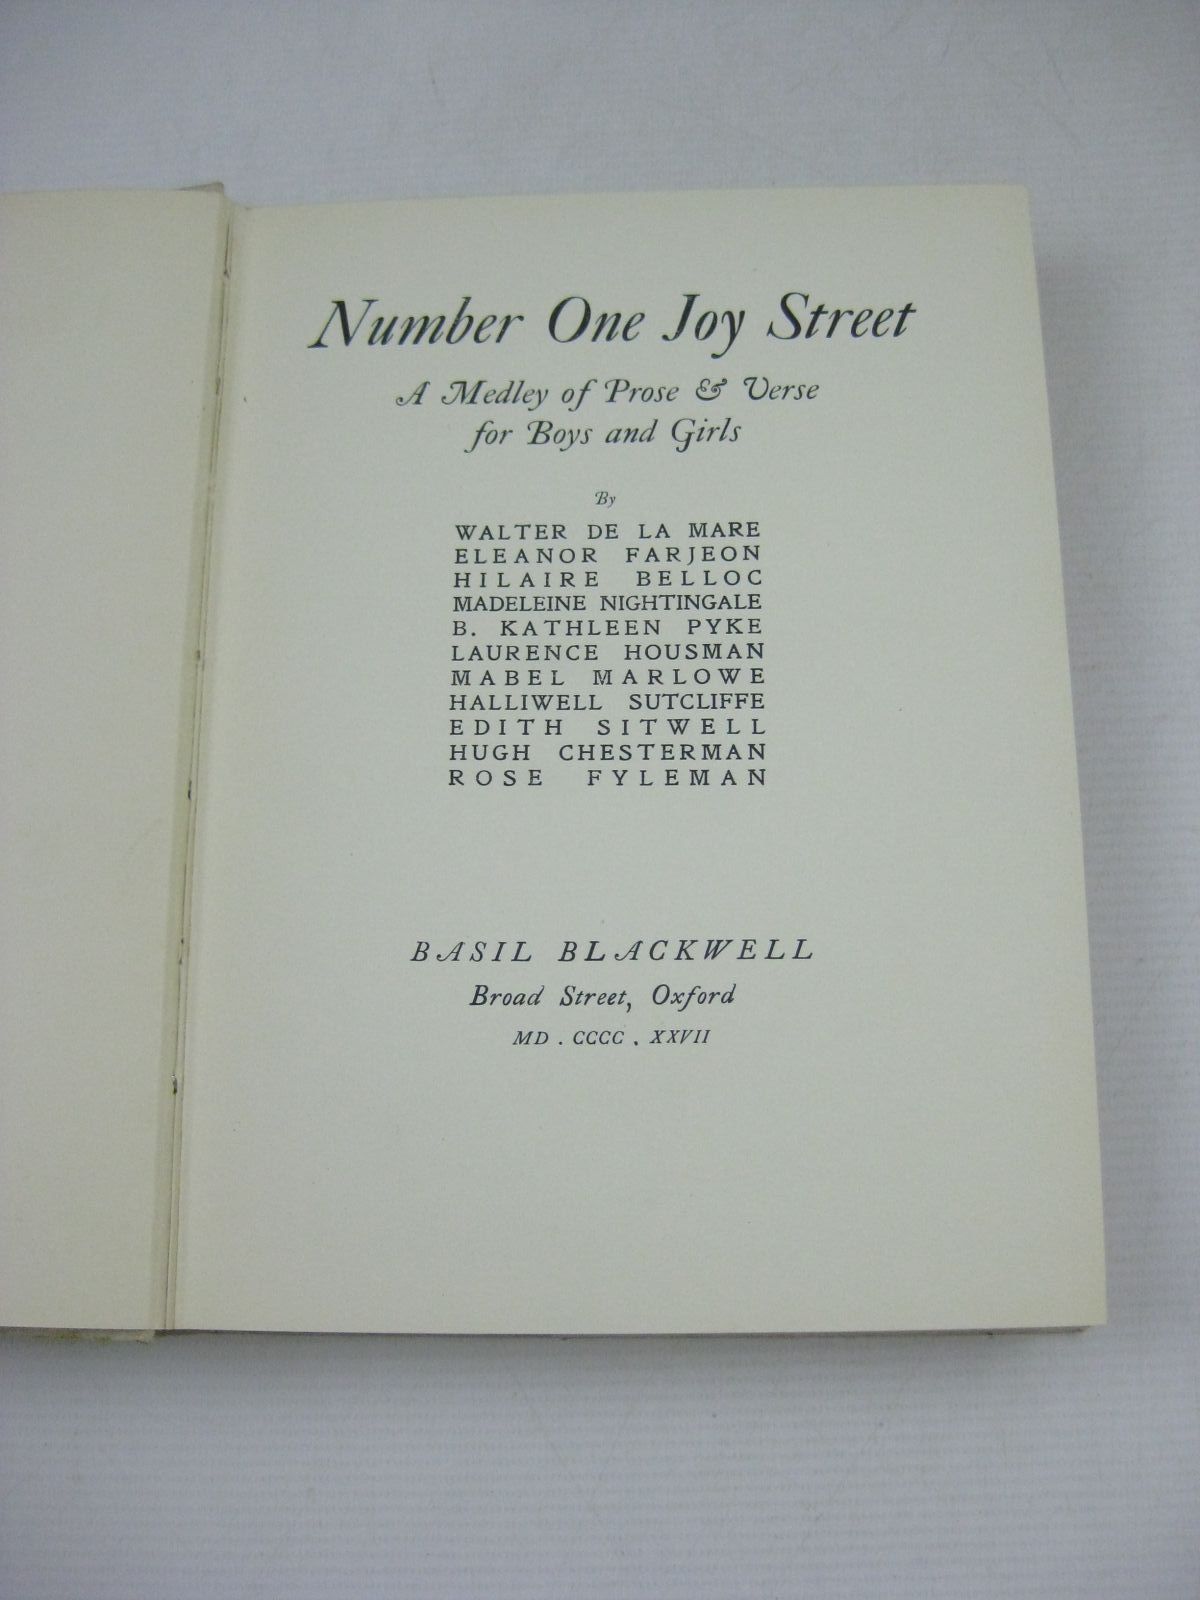 Number One Joy Street
A Medley of Prose & Verse
for Boys and Girls
By
WALTER DE LA MARE
ELEANOR FARJEON
HILAIRE BELLOC
MADELEINE NIGHTINGALE
B. KATHLEEN PYKE
LAURENCE HOUSMAN
MABEL MARLOWE
HALLIWELL SUTCLIFFE
EDITH SITWELL
HUGH CHESTERMAN
ROSE FYLEMAN
BASIL BLACKWELL
Broad Street, Oxford
MD . CCCC . XXVII